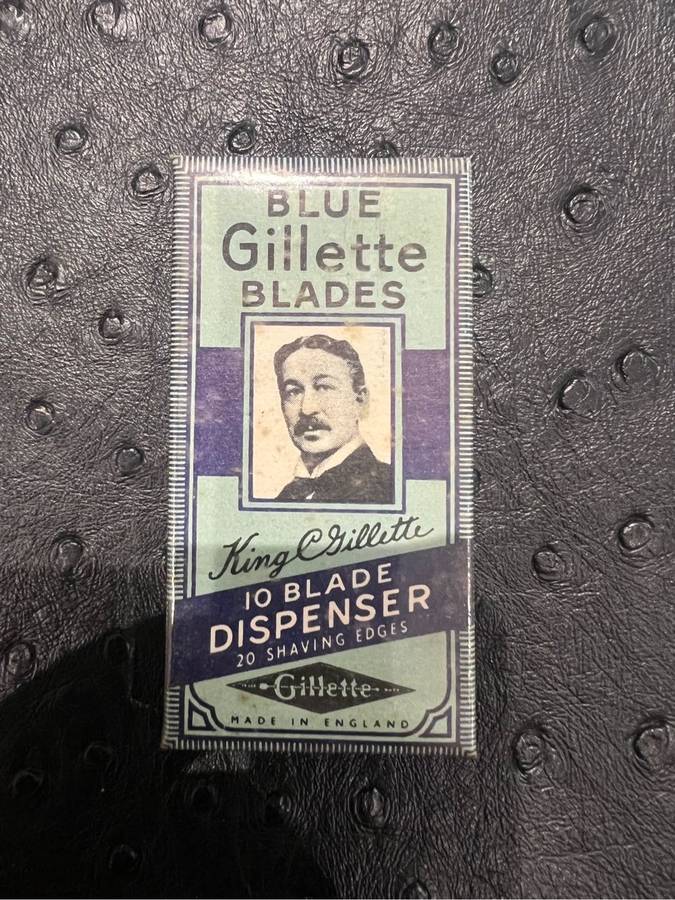 BLUE
Gillette
BLADES
King C Gillette
10 BLADE
DISPENSER
20 SHAVING EDGES
Gillette
MADE IN ENGLAND